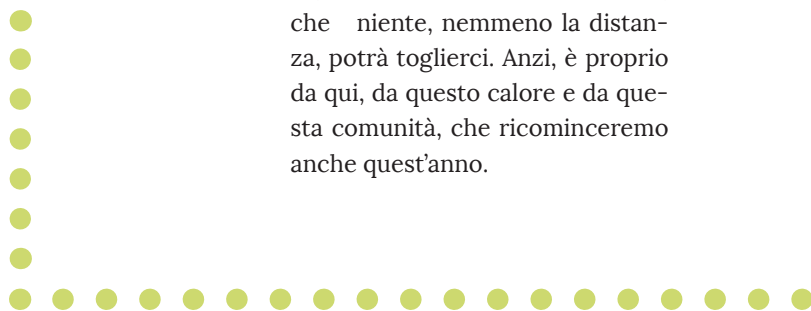 che niente, nemmeno la distan-
za, potrà toglierci. Anzi, è proprio
da qui, da questo calore e da que-
sta comunità, che ricominceremo
anche quest'anno.